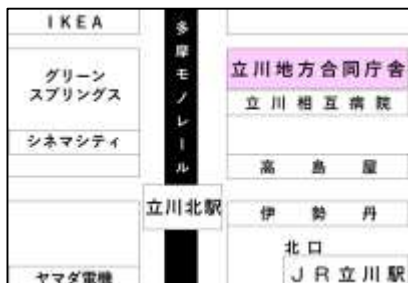 IKEA
グリーン
スプリングス
シネマシティ
ヤマダ電機
多摩モノレール
立川北駅
立川地方合同庁舎
立川相互病院
高島屋
伊勢丹
北口
JR立川駅